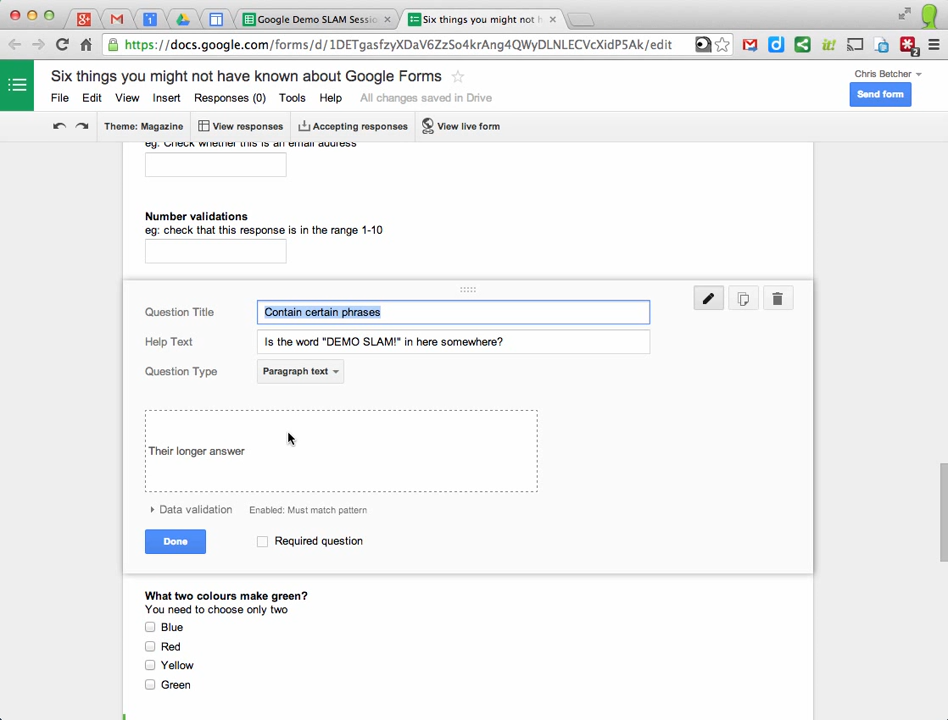 Google Demo SLAM Sessio
Six things you might not h
https://docs.google.com/forms/d/1DETgasfzyXDaV6ZzSo4krAng4QWyDLNLECVcXidP5Ak/edit
Six things you might not have known about Google Forms
Chris Betcher
File Edit View Insert Responses (0) Tools Help All changes saved in Drive
Send form
Theme: Magazine View responses Accepting responses View live form
eg: Check whether this is an email address
Number validations
eg: check that this response is in the range 1-10
Question Title Contain certain phrases
Help Text Is the word "DEMO SLAM!" in here somewhere?
Question Type Paragraph text
Their longer answer
Data validation Enabled: Must match pattern
Done Required question
What two colours make green?
You need to choose only two
Blue
Red
Yellow
Green